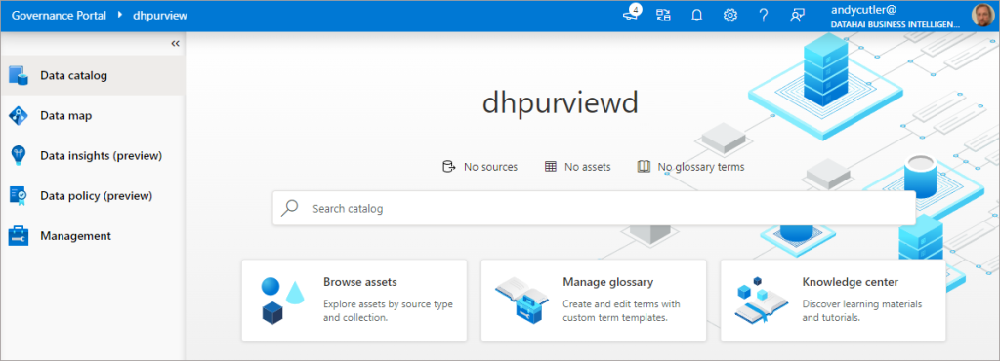 Governance Portal dhpurview
4
andycutler@
DATAHAI BUSINESS INTELLIGEN...
Data catalog
Data map
Data insights (preview)
Data policy (preview)
Management
dhpurviewd
No sources No assets No glossary terms
Search catalog
Browse assets
Explore assets by source type
and collection.
Manage glossary
Create and edit terms with
custom term templates.
Knowledge center
Discover learning materials
and tutorials.